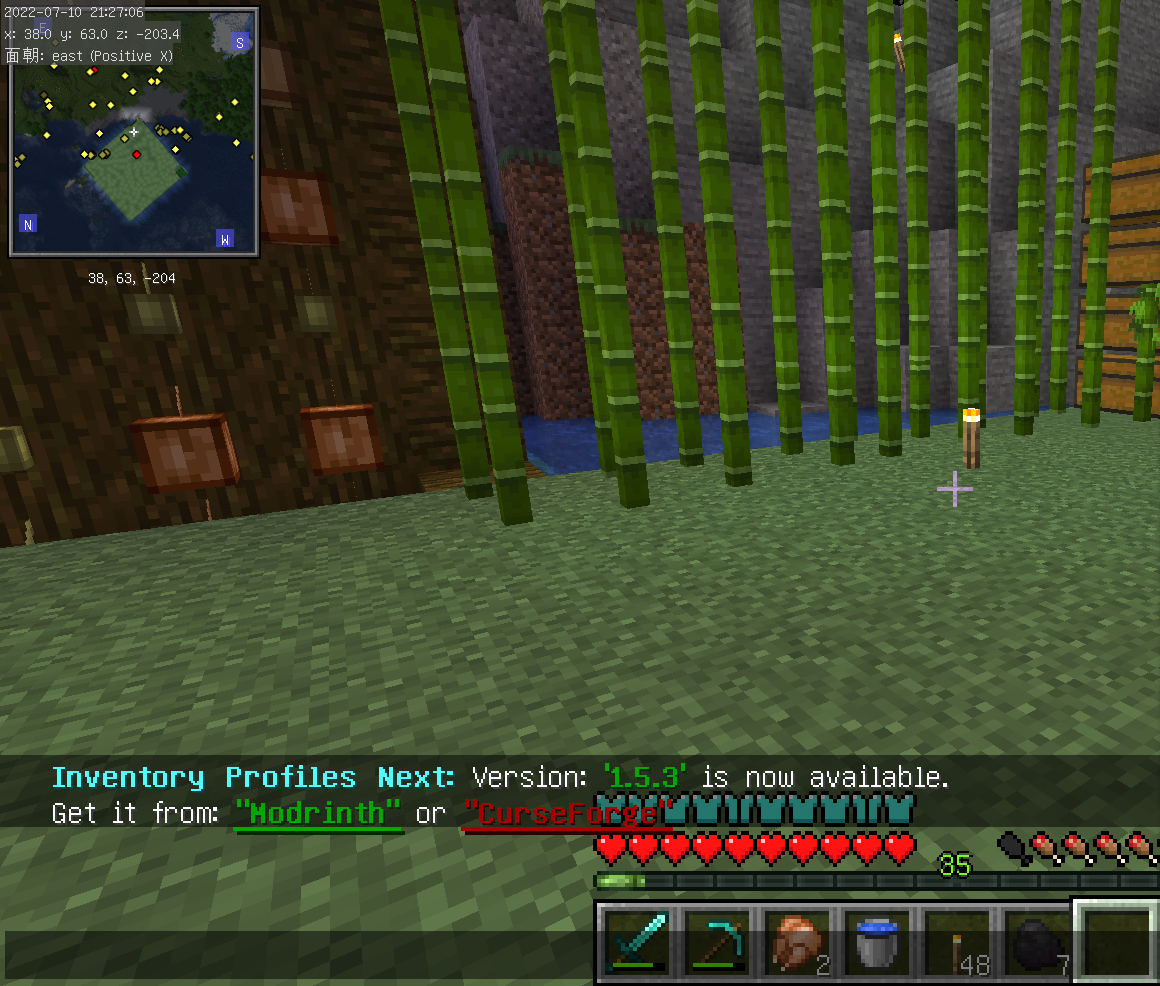 2022-07-10 21:27:06
x: 38.0 y: 63.0 z: -203.4
面朝: east (Positive X)
E
S
N
W
38, 63, -204
Inventory Profiles Next: Version: '1.5.3' is now available.
Get it from: "Modrinth" or "CurseForge"
35
2
48
7